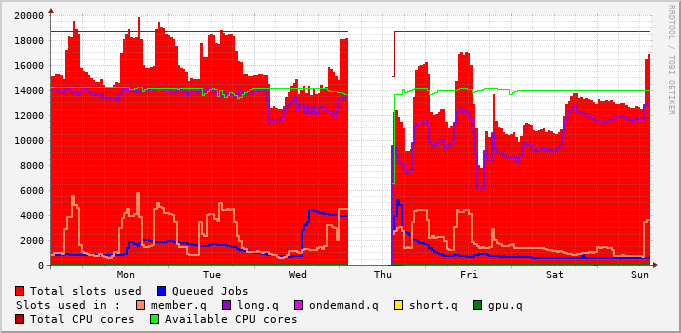 20000
18000
16000
14000
12000
10000
8000
6000
4000
2000
0
Mon Tue Wed Thu Fri Sat Sun
Total slots used Queued Jobs
Slots used in : member.q long.q ondemand.q short.q gpu.q
Total CPU cores Available CPU cores
RRDTOOL / TOBI OETIKER